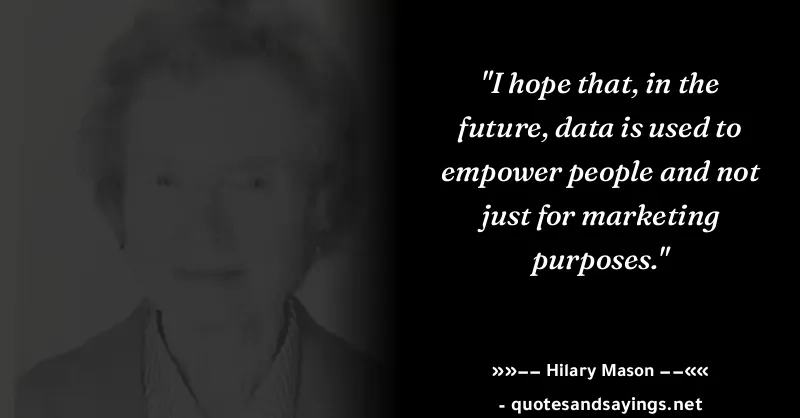 "I hope that, in the
future, data is used to
empower people and not
just for marketing
purposes."
»»–– Hilary Mason ––««
- quotesandsayings.net